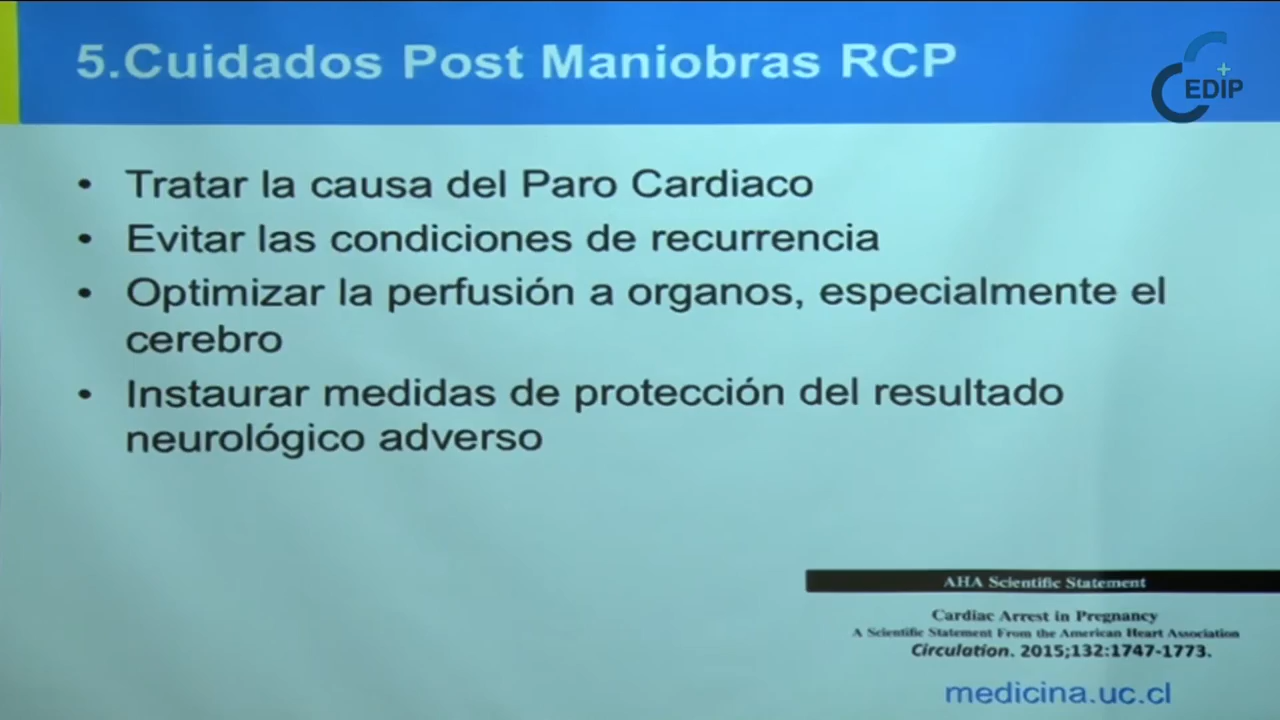 5.Cuidados Post Maniobras RCP
EDIP
• Tratar la causa del Paro Cardiaco
• Evitar las condiciones de recurrencia
• Optimizar la perfusión a organos, especialmente el
cerebro
• Instaurar medidas de protección del resultado
neurológico adverso
AHA Scientific Statement
Cardiac Arrest in Pregnancy
A Scientific Statement From the American Heart Association
Circulation. 2015;132:1747-1773.
medicina.uc.cl